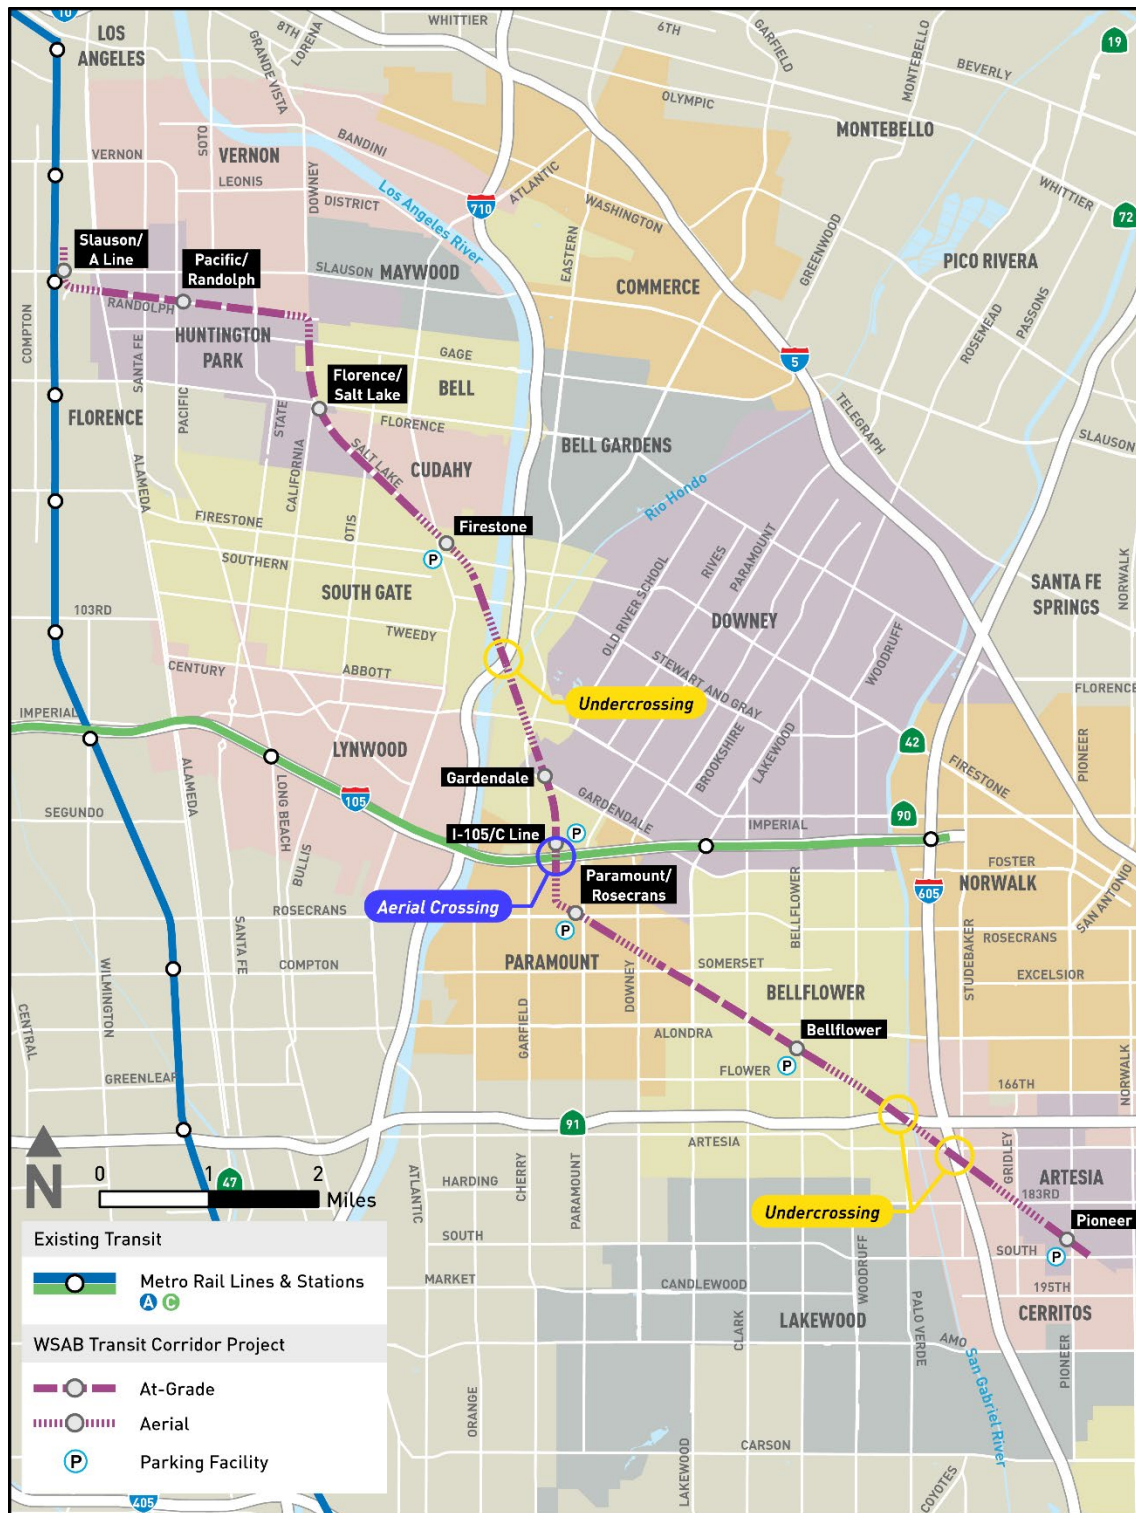 10
LOS
ANGELES
8TH
LORENA
GRANDE VISTA
WHITTIER
6TH
GARFIELD
MONTEBELLO
BEVERLY
19
OLYMPIC
MONTEBELLO
WHITTIER
72
VERNON
SOTO
VERNON
LEONIS
DOWNEY
DISTRICT
BANDINI
Los Angeles River
710
ATLANTIC
WASHINGTON
EASTERN
GREENWOOD
PICO RIVERA
ROSEMEAD
PASSONS
Slauson/
A Line
Pacific/
Randolph
SLAUSON
MAYWOOD
COMMERCE
COMPTON
RANDOLPH
SANTA FE
HUNTINGTON
PARK
GAGE
BELL
5
TELEGRAPH
SLAUSON
Florence/
Salt Lake
FLORENCE
PACIFIC
STATE
FLORENCE
BELL GARDENS
CALIFORNIA
SALT LAKE
CUDAHY
ALAMEDA
Rio Hondo
FIRESTONE
OTIS
Firestone
P
SOUTHERN
SOUTH GATE
OLD RIVER SCHOOL
RIVES
PARAMOUNT
DOWNEY
SANTA FE
SPRINGS
NORWALK
103RD
TWEEDY
WOODRUFF
CENTURY
ABBOTT
STEWART AND GRAY
FLORENCE
Undercrossing
IMPERIAL
LYNWOOD
BROOKSHIRE
LAKEWOOD
42
PIONEER
FIRESTONE
ALAMEDA
LONG BEACH
105
Gardendale
GARDENDALE
SEGUNDO
BULLIS
I-105/C Line
P
IMPERIAL
90
FOSTER
Aerial Crossing
Paramount/
Rosecrans
P
BELLFLOWER
605
NORWALK
SAN ANTONIO
ROSECRANS
SANTA FE
ROSECRANS
STUDEBAKER
WILMINGTON
COMPTON
PARAMOUNT
DOWNEY
SOMERSET
BELLFLOWER
EXCELSIOR
CENTRAL
GARFIELD
ALONDRA
Bellflower
P
FLOWER
GREENLEAF
166TH
NORWALK
91
ARTESIA
GRIDLEY
ARTESIA
N
0
1
2
Miles
47
ATLANTIC
HARDING
CHERRY
PARAMOUNT
Undercrossing
183RD
Pioneer
SOUTH
WOODRUFF
SOUTH
P
MARKET
CANDLEWOOD
195TH
CLARK
LAKEWOOD
PALO VERDE
CERRITOS
AMO
San Gabriel River
PIONEER
ORANGE
LAKEWOOD
CARSON
COYOTES
405
Existing Transit
Metro Rail Lines & Stations
A C
WSAB Transit Corridor Project
At-Grade
Aerial
P Parking Facility